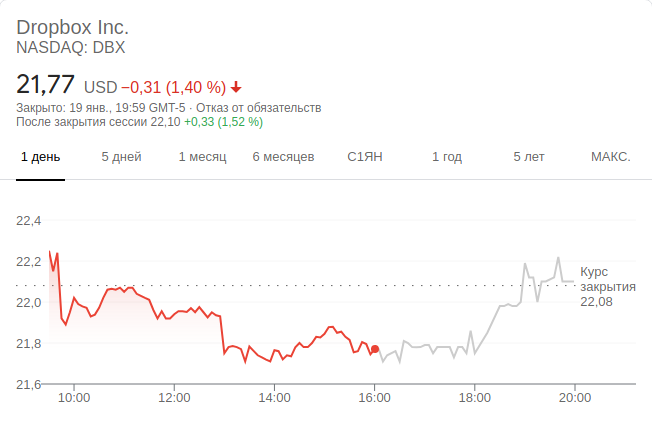 Dropbox Inc.
NASDAQ: DBX
21,77 USD −0,31 (1,40 %)
Закрыто: 19 янв., 19:59 GMT-5 · Отказ от обязательств
После закрытия сессии 22,10 +0,33 (1,52 %)
1 день 5 дней 1 месяц 6 месяцев С1ЯН 1 год 5 лет МАКС.
22,4
22,2
22,0
21,8
21,6
Курс
закрытия
22,08
10:00 12:00 14:00 16:00 18:00 20:00